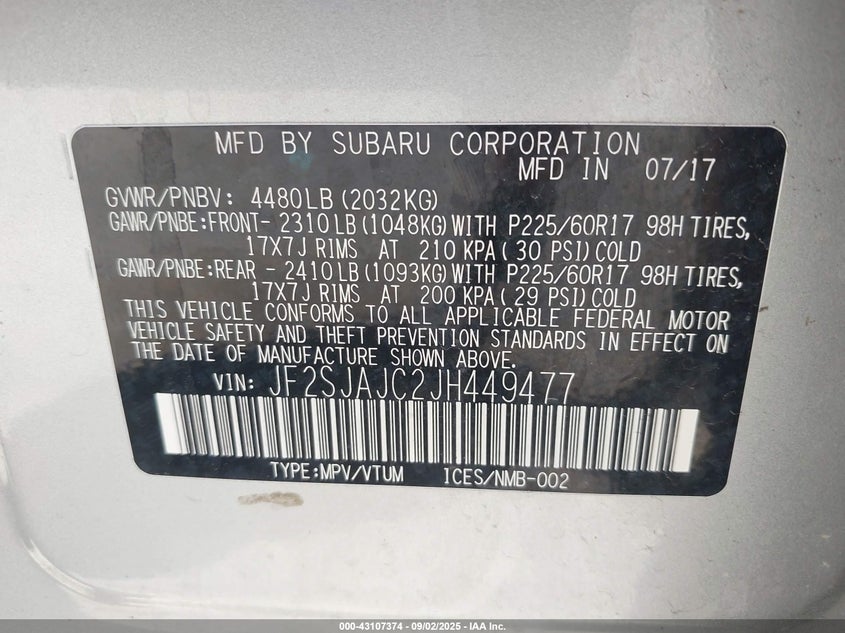 MFD BY SUBARU CORPORATION
MFD IN 07/17
GVWR/PNBV: 4480LB(2032KG)
GAWR/PNBE:FRONT- 2310LB(1048KG)WITH P225/60R17 98H TIRES,
17X7J RIMS AT 210 KPA(30 PSI)COLD
GAWR/PNBE:REAR - 2410LB(1093KG)WITH P225/60R17 98H TIRES,
17X7J RIMS AT 200 KPA(29 PSI)COLD
THIS VEHICLE CONFORMS TO ALL APPLICABLE FEDERAL MOTOR
VEHICLE SAFETY AND THEFT PREVENTION STANDARDS IN EFFECT ON
THE DATE OF MANUFACTURE SHOWN ABOVE.
VIN: JF2SJAJC2JH449477
TYPE:MPV/VTUM ICES/NMB-002
000-43107374 - 09/02/2025 - IAA Inc.